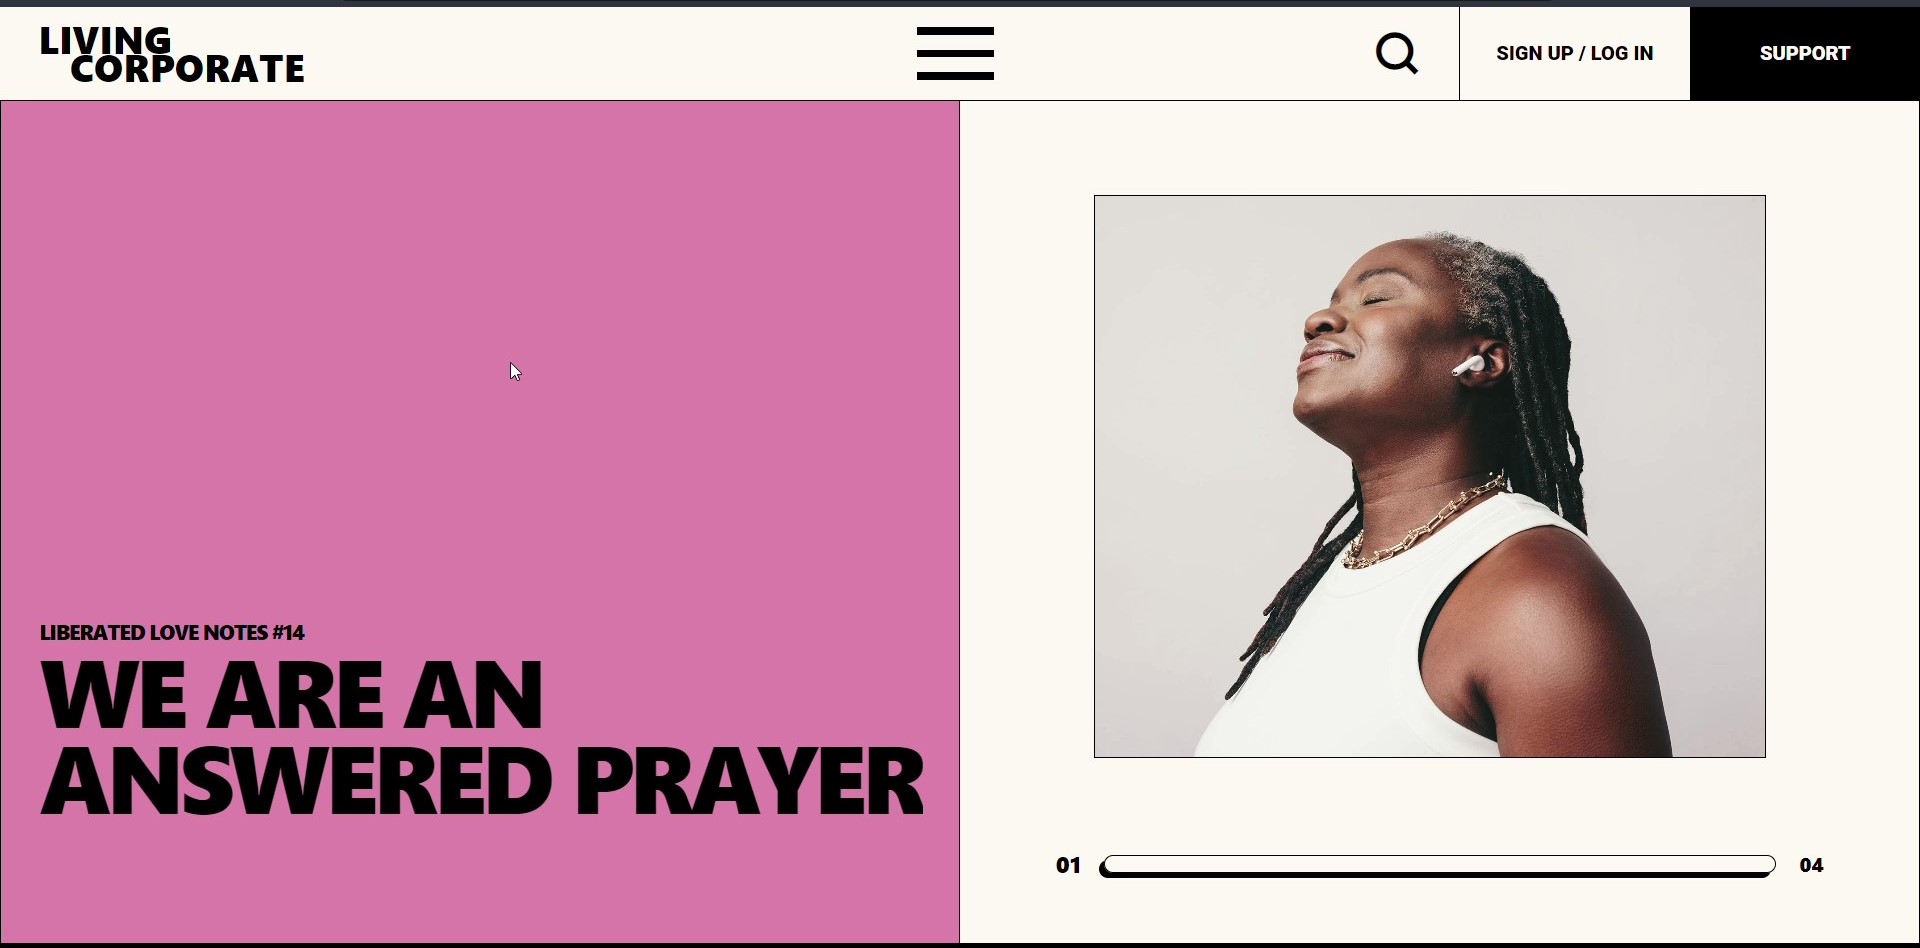 LIVING
CORPORATE
SIGN UP / LOG IN
SUPPORT
LIBERATED LOVE NOTES #14
WE ARE AN
ANSWERED PRAYER
01
04